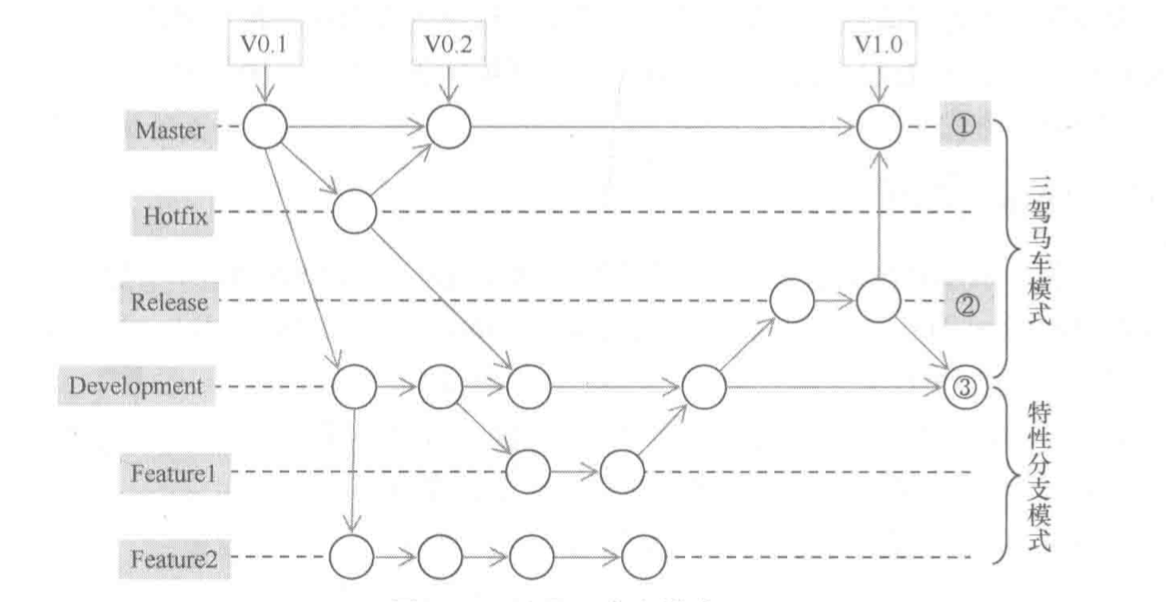 V0.1
V0.2
V1.0
Master
①
Hotfix
Release
②
Development
③
Feature1
Feature2
三驾马车模式
特性分支模式